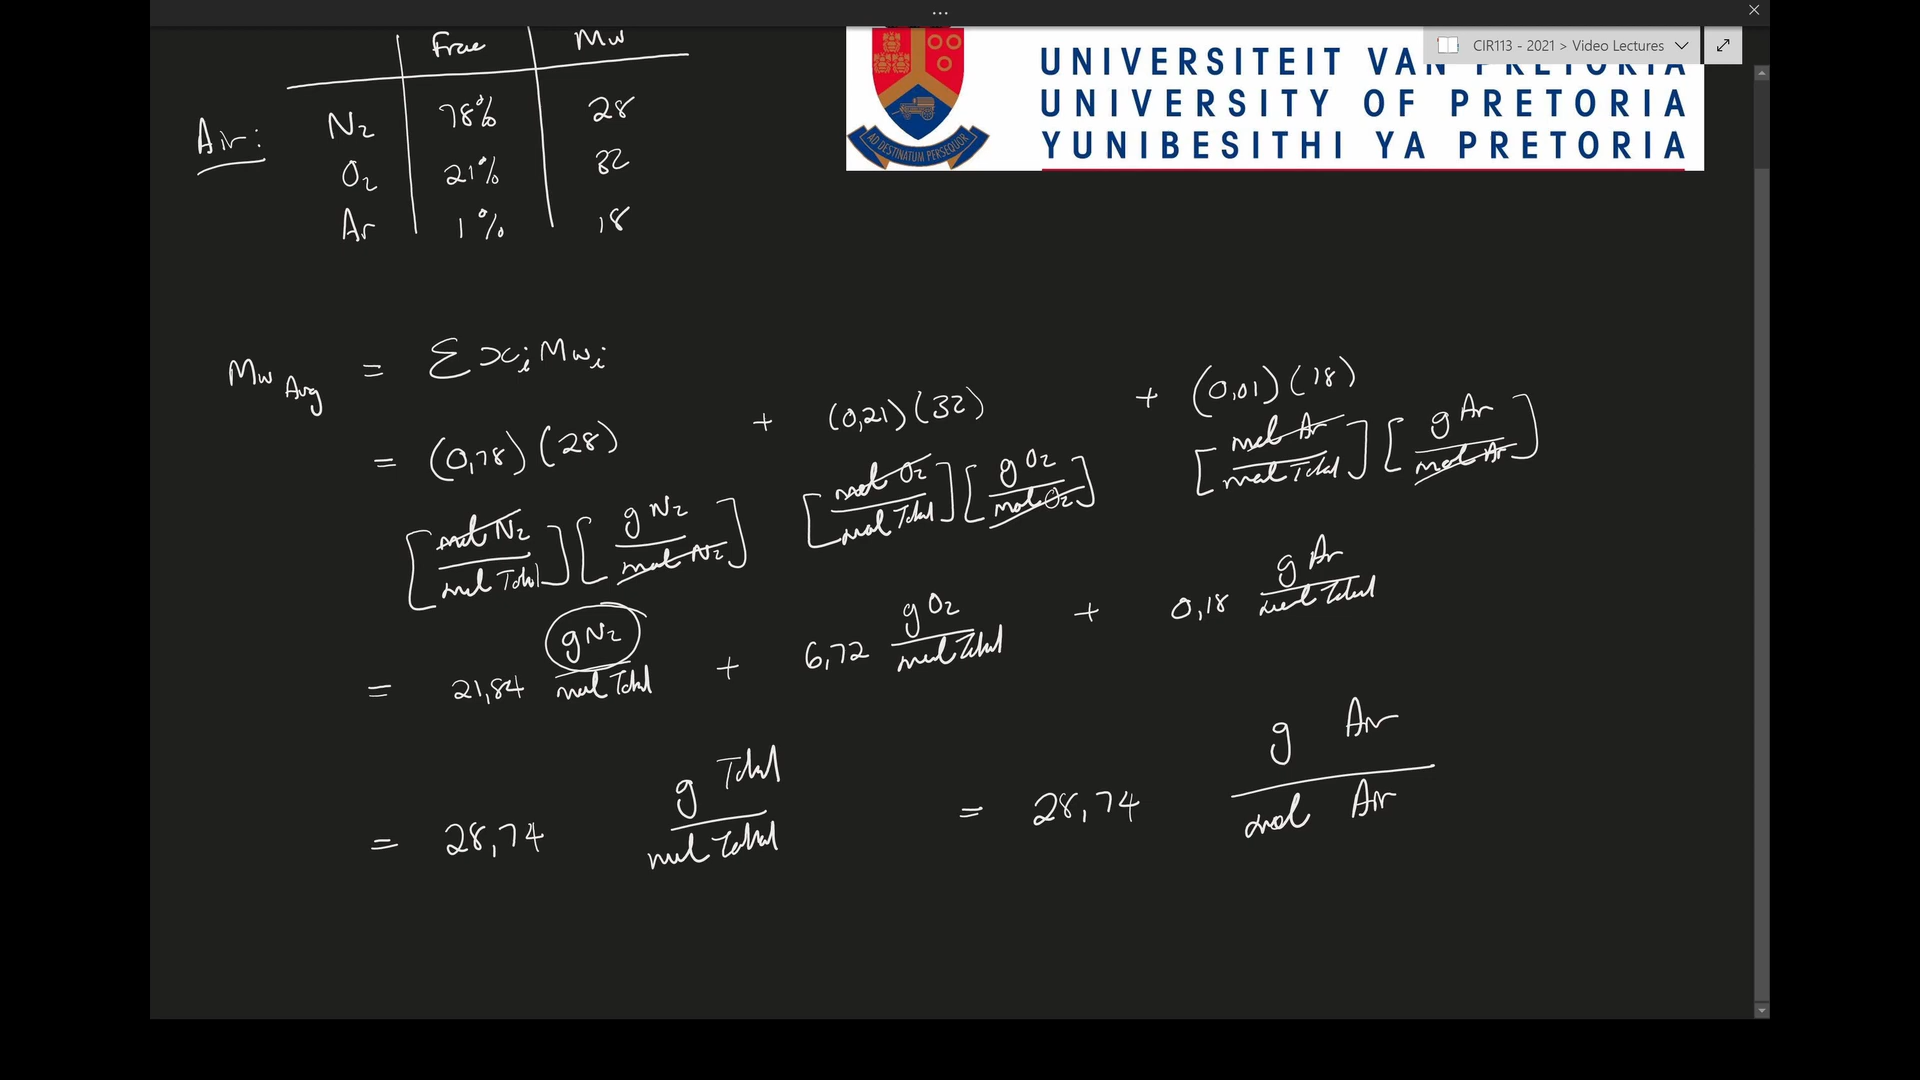 CIR113 - 2021 > Video Lectures
UNIVERSITEIT VAN PRETORIA
UNIVERSITY OF PRETORIA
YUNIBESITHI YA PRETORIA
AD DESTINATUM PERSEQUOR
Frac Mw
Air: N₂ 78% 28
O₂ 21% 32
Ar 1% 18
Mw Avg = Σ xᵢ Mwᵢ
= (0,78)(28) + (0,21)(32) + (0,01)(18)
[mol N₂ / mol Total][g N₂ / mol N₂] [mol O₂ / mol Total][g O₂ / mol O₂] [mol Ar / mol Total][g Ar / mol Ar]
= 21,84 g N₂ / mol Total + 6,72 g O₂ / mol Total + 0,18 g Ar / mol Total
= 28,74 g Total / mol Total = 28,74 g Air / mol Air